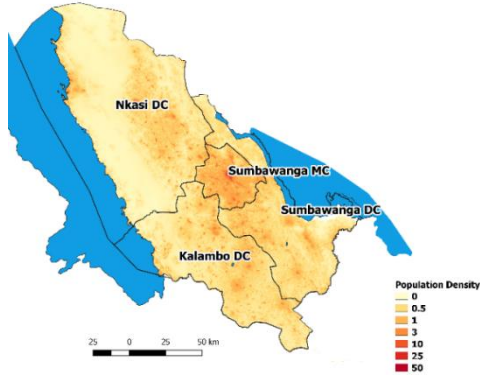 Nkasi DC
Sumbawanga MC
Sumbawanga DC
Kalambo DC
Population Density
0
0.5
1
3
10
25
50
25 0 25 50 km